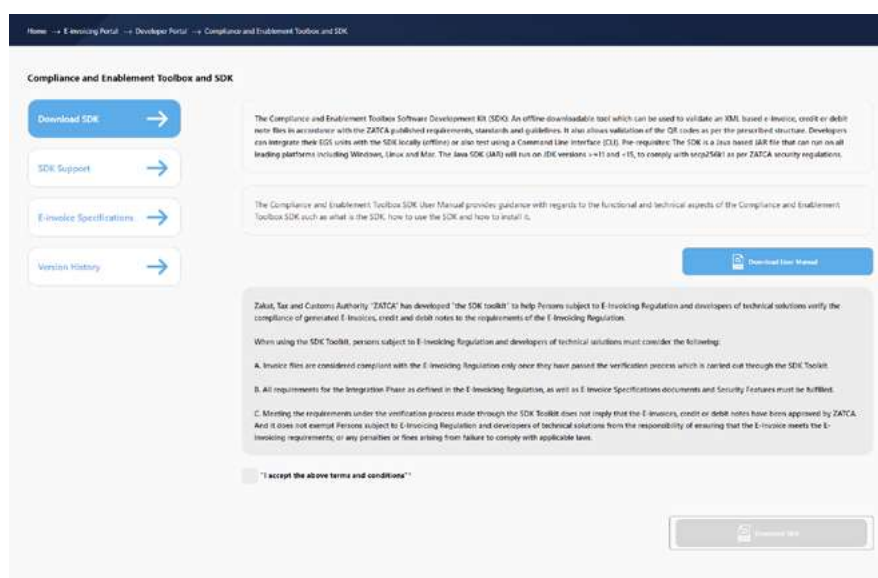 Home → E-invoicing Portal → Developer Portal → Compliance and Enablement Toolbox and SDK
Compliance and Enablement Toolbox and SDK
Download SDK
SDK Support
E-invoice Specifications
Version History
The Compliance and Enablement Toolbox Software Development Kit (SDK): An offline downloadable tool which can be used to validate an XML based e-invoice, credit or debit
note files in accordance with the ZATCA published requirements, standards and guidelines. It also allows validation of the QR codes as per the prescribed structure. Developers
can integrate their EGS units with the SDK locally (offline) or also test using a Command Line Interface (CLI). Pre-requisites: The SDK is a Java based JAR file that can run on all
leading platforms including Windows, Linux and Mac. The Java SDK (JAR) will run on JDK versions >=11 and <15, to comply with secp256k1 as per ZATCA security regulations.
The Compliance and Enablement Toolbox SDK User Manual provides guidance with regards to the functional and technical aspects of the Compliance and Enablement
Toolbox SDK such as what is the SDK, how to use the SDK and how to install it.
Download User Manual
Zakat, Tax and Customs Authority "ZATCA" has developed "the SDK toolkit" to help Persons subject to E-Invoicing Regulation and developers of technical solutions verify the
compliance of generated E-Invoices, credit and debit notes to the requirements of the E-Invoicing Regulation.
When using the SDK Toolkit, persons subject to E-Invoicing Regulation and developers of technical solutions must consider the following:
A. Invoice files are considered compliant with the E-Invoicing Regulation only once they have passed the verification process which is carried out through the SDK Toolkit.
B. All requirements for the Integration Phase as defined in the E-Invoicing Regulation, as well as E-Invoice Specifications documents and Security Features must be fulfilled.
C. Meeting the requirements under the verification process made through the SDK Toolkit does not imply that the E-Invoices, credit or debit notes have been approved by ZATCA.
And it does not exempt Persons subject to E-Invoicing Regulation and developers of technical solutions from the responsibility of ensuring that the E-Invoice meets the E-
Invoicing requirements; or any penalties or fines arising from failure to comply with applicable laws.
"I accept the above terms and conditions"*
Download SDK